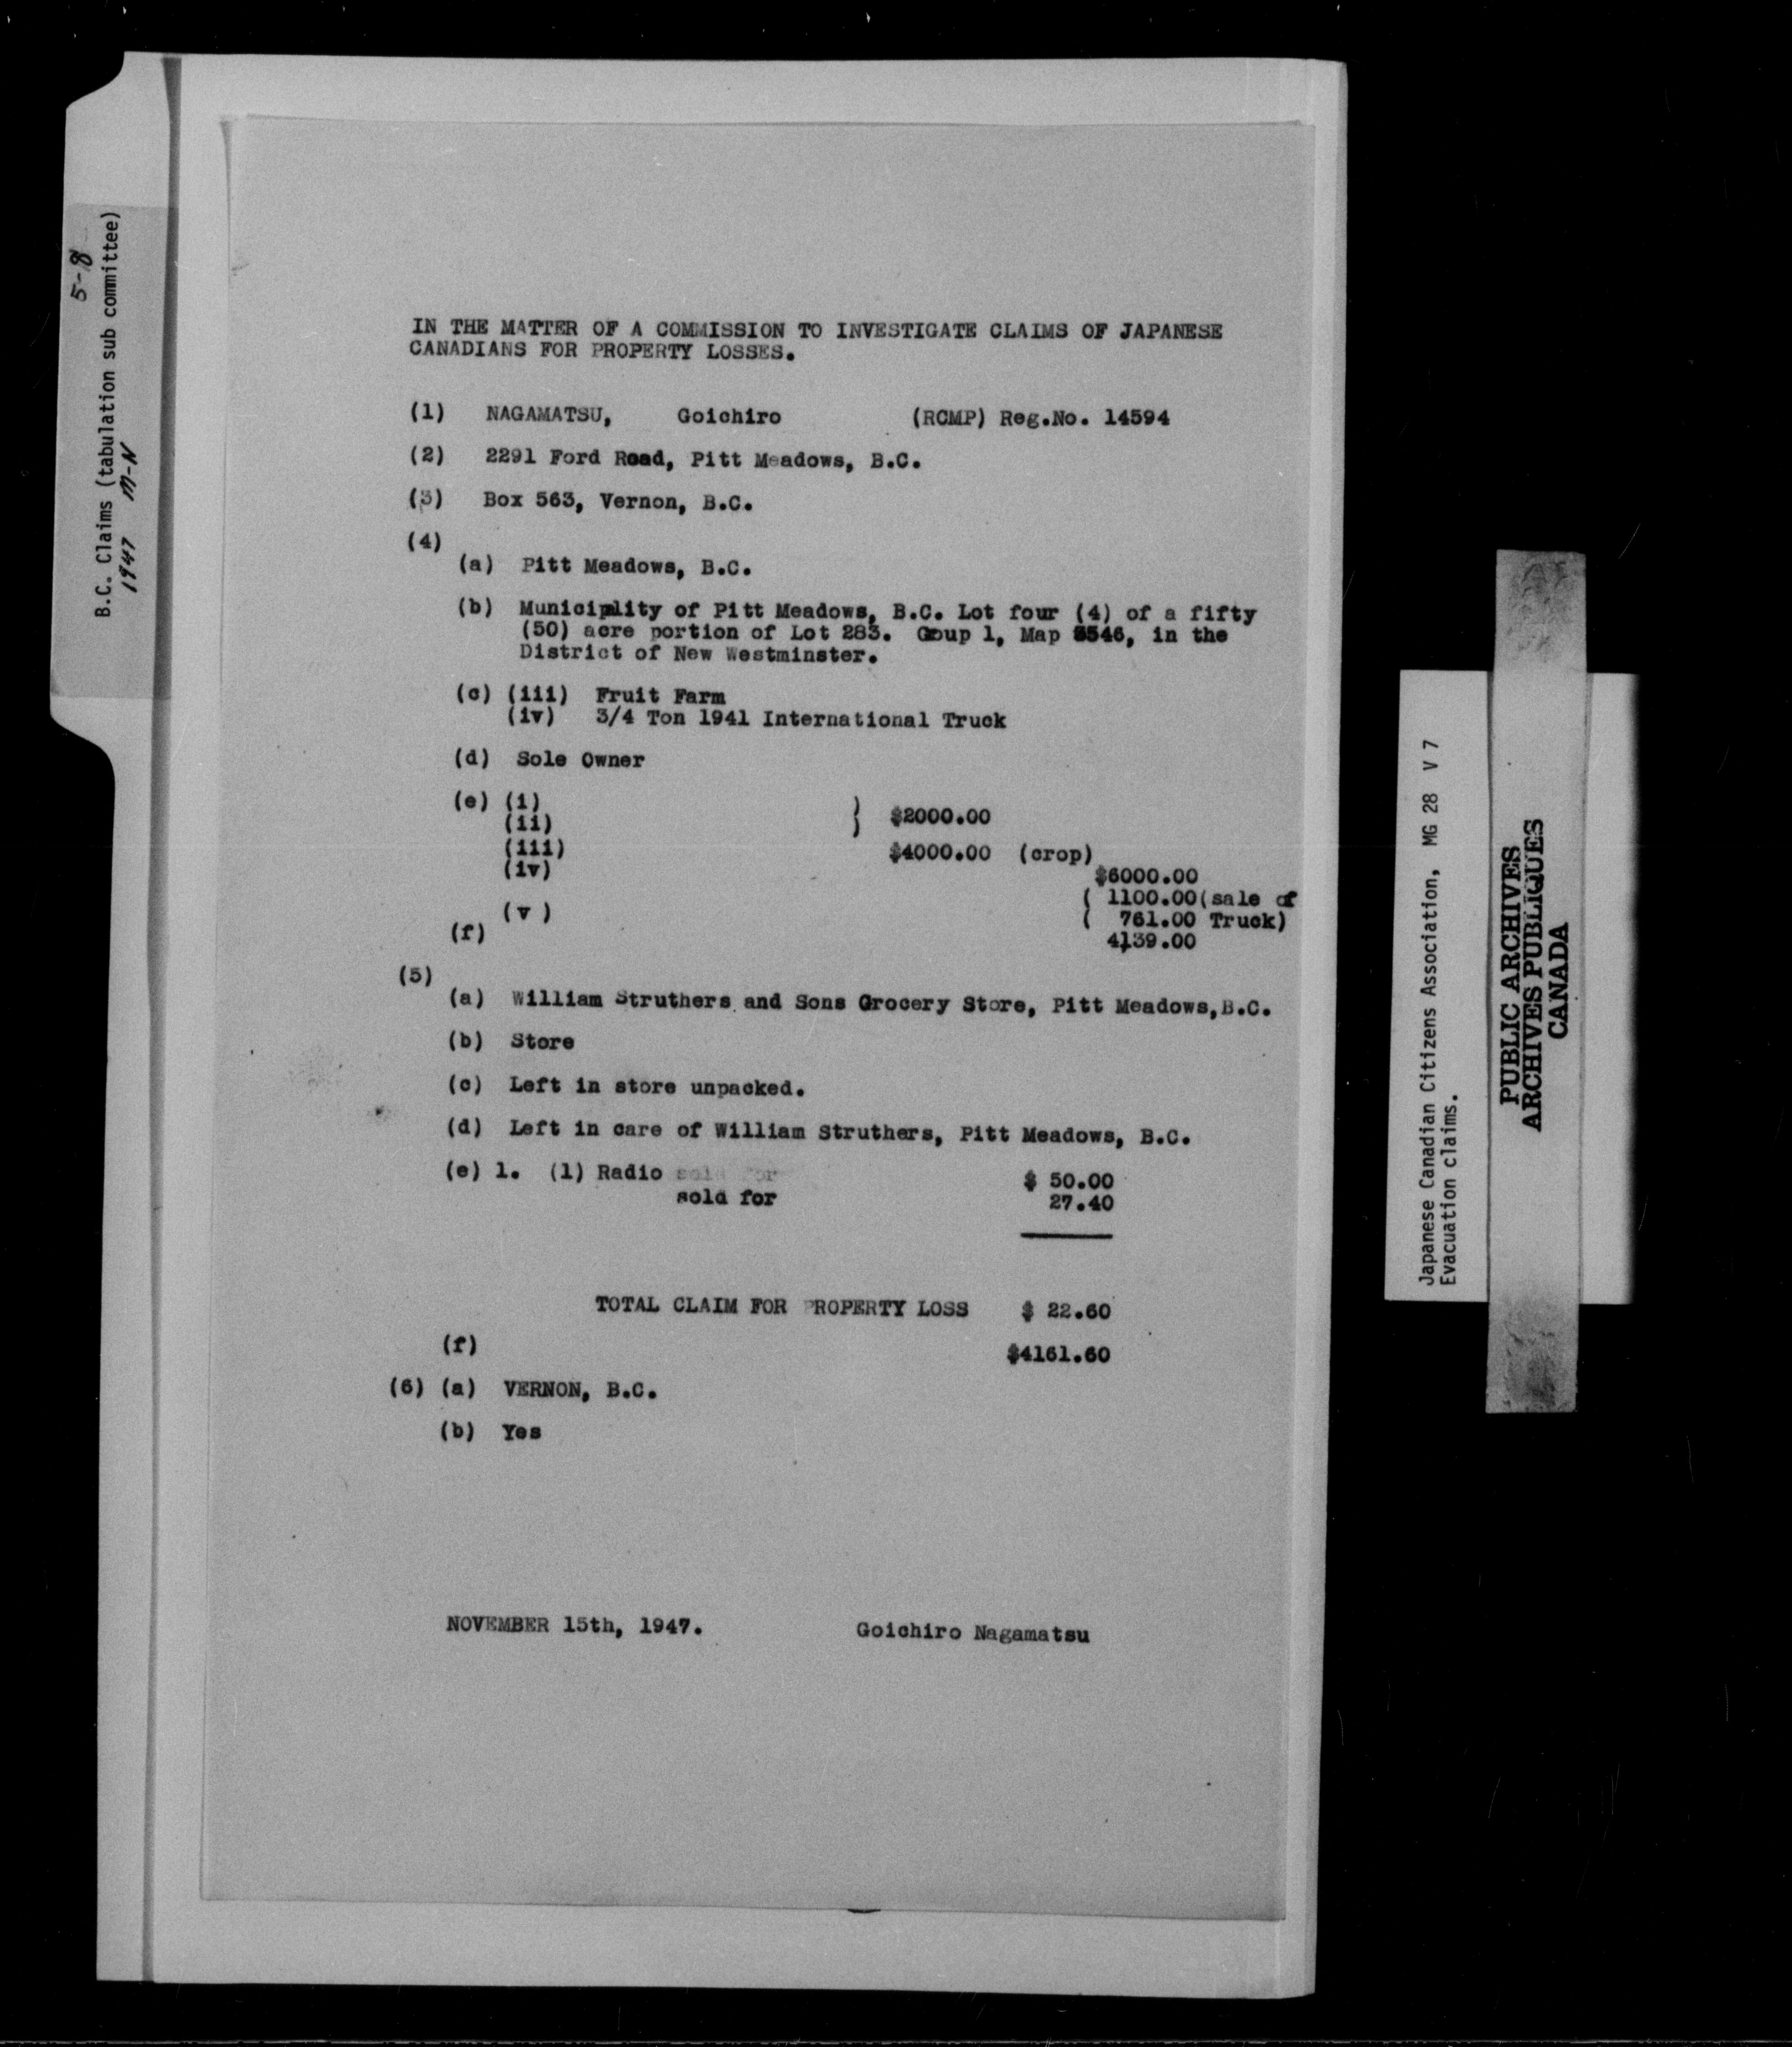 5-8
B.C. Claims (tabulation sub committee)
1947 M-N
IN THE MATTER OF A COMMISSION TO INVESTIGATE CLAIMS OF JAPANESE
CANADIANS FOR PROPERTY LOSSES.
(1) NAGAMATSU, Goichiro (RCMP) Reg.No. 14594
(2) 2291 Ford Road, Pitt Meadows, B.C.
(3) Box 563, Vernon, B.C.
(4)
(a) Pitt Meadows, B.C.
(b) Municiplity of Pitt Meadows, B.C. Lot four (4) of a fifty
(50) acre portion of Lot 283. Goup 1, Map 5546, in the
District of New Westminster.
(c) (iii) Fruit Farm
(iv) 3/4 Ton 1941 International Truck
(d) Sole Owner
(e) (i)
(ii) } $2000.00
(iii) $4000.00 (crop)
(iv) $6000.00
( 1100.00(sale of
(v) ( 761.00 Truck)
(f) 4139.00
(5)
(a) William Struthers and Sons Grocery Store, Pitt Meadows,B.C.
(b) Store
(c) Left in store unpacked.
(d) Left in care of William Struthers, Pitt Meadows, B.C.
(e) 1. (1) Radio sold for $ 50.00
sold for 27.40
TOTAL CLAIM FOR PROPERTY LOSS $ 22.60
(f) $4161.60
(6) (a) VERNON, B.C.
(b) Yes
NOVEMBER 15th, 1947. Goichiro Nagamatsu
Japanese Canadian Citizens Association, MG 28 V 7
Evacuation claims.
PUBLIC ARCHIVES
ARCHIVES PUBLIQUES
CANADA